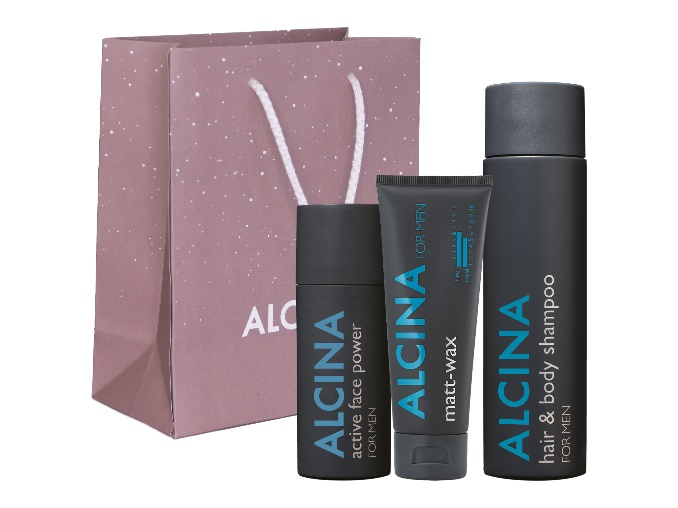 ALC
ALCINA
active face power
FOR MEN
ALCINA FOR MEN
matt-wax
ALCINA
hair & body shampoo
FOR MEN